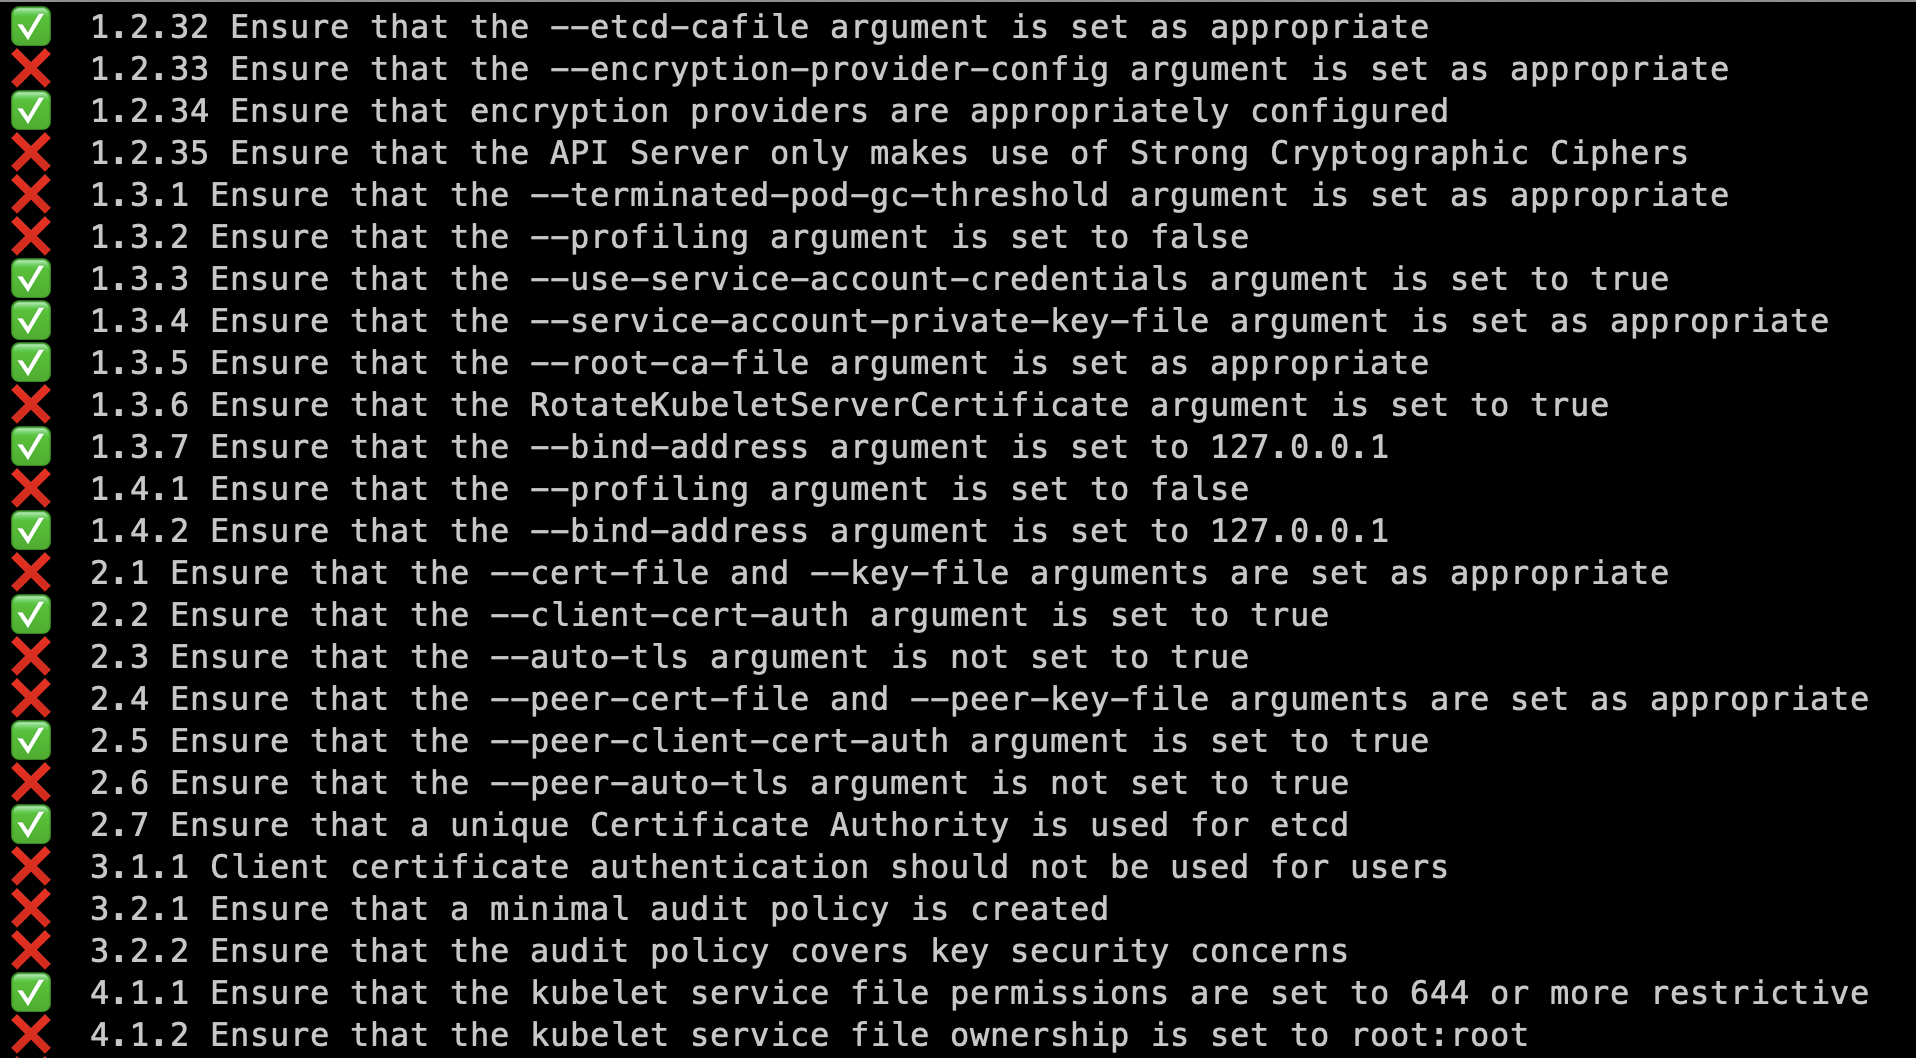 ✅ 1.2.32 Ensure that the --etcd-cafile argument is set as appropriate
❌ 1.2.33 Ensure that the --encryption-provider-config argument is set as appropriate
✅ 1.2.34 Ensure that encryption providers are appropriately configured
❌ 1.2.35 Ensure that the API Server only makes use of Strong Cryptographic Ciphers
❌ 1.3.1 Ensure that the --terminated-pod-gc-threshold argument is set as appropriate
❌ 1.3.2 Ensure that the --profiling argument is set to false
✅ 1.3.3 Ensure that the --use-service-account-credentials argument is set to true
✅ 1.3.4 Ensure that the --service-account-private-key-file argument is set as appropriate
✅ 1.3.5 Ensure that the --root-ca-file argument is set as appropriate
❌ 1.3.6 Ensure that the RotateKubeletServerCertificate argument is set to true
✅ 1.3.7 Ensure that the --bind-address argument is set to 127.0.0.1
❌ 1.4.1 Ensure that the --profiling argument is set to false
✅ 1.4.2 Ensure that the --bind-address argument is set to 127.0.0.1
❌ 2.1 Ensure that the --cert-file and --key-file arguments are set as appropriate
✅ 2.2 Ensure that the --client-cert-auth argument is set to true
❌ 2.3 Ensure that the --auto-tls argument is not set to true
❌ 2.4 Ensure that the --peer-cert-file and --peer-key-file arguments are set as appropriate
✅ 2.5 Ensure that the --peer-client-cert-auth argument is set to true
❌ 2.6 Ensure that the --peer-auto-tls argument is not set to true
✅ 2.7 Ensure that a unique Certificate Authority is used for etcd
❌ 3.1.1 Client certificate authentication should not be used for users
❌ 3.2.1 Ensure that a minimal audit policy is created
❌ 3.2.2 Ensure that the audit policy covers key security concerns
✅ 4.1.1 Ensure that the kubelet service file permissions are set to 644 or more restrictive
❌ 4.1.2 Ensure that the kubelet service file ownership is set to root:root